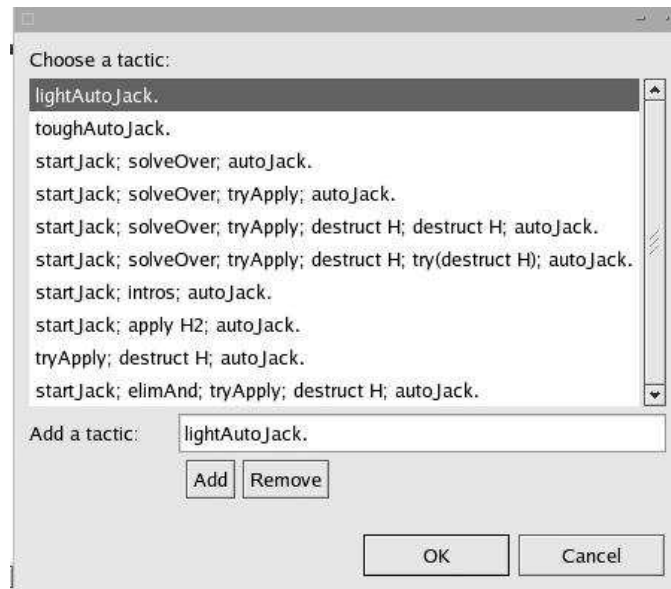 Choose a tactic:
lightAutoJack.
toughAutoJack.
startJack; solveOver; autoJack.
startJack; solveOver; tryApply; autoJack.
startJack; solveOver; tryApply; destruct H; destruct H; autoJack.
startJack; solveOver; tryApply; destruct H; try(destruct H); autoJack.
startJack; intros; autoJack.
startJack; apply H2; autoJack.
tryApply; destruct H; autoJack.
startJack; elimAnd; tryApply; destruct H; autoJack.
Add a tactic: lightAutoJack.
Add Remove
OK Cancel